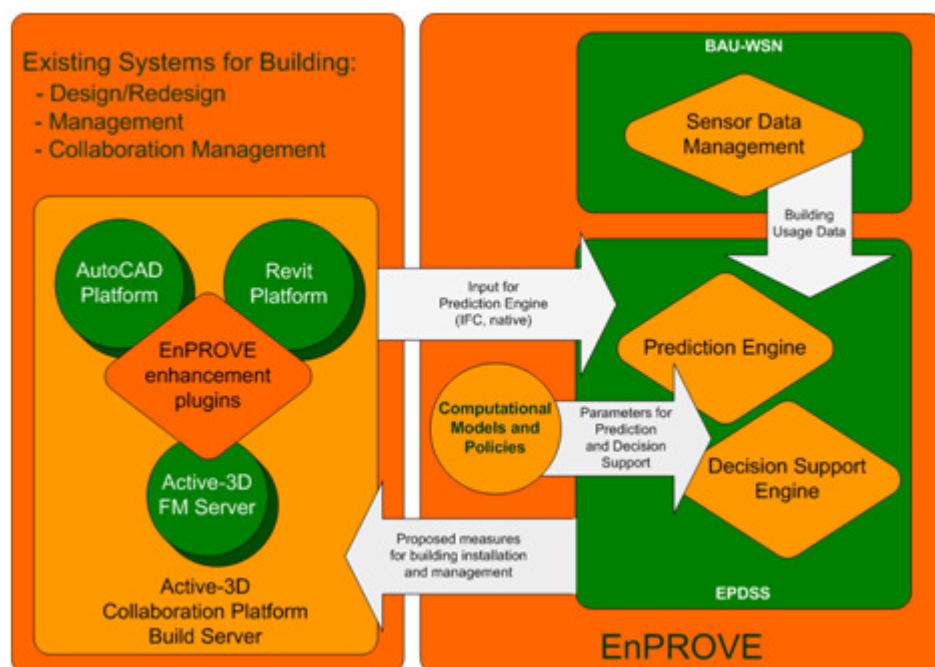 Existing Systems for Building:
- Design/Redesign
- Management
- Collaboration Management
AutoCAD
Platform
Revit
Platform
EnPROVE
enhancement
plugins
Active-3D
FM Server
Active-3D
Collaboration Platform
Build Server
BAU-WSN
Sensor Data
Management
Building
Usage Data
Input for
Prediction Engine
(IFC, native)
Prediction Engine
Computational
Models and
Policies
Parameters for
Prediction
and Decision
Support
Decision Support
Engine
Proposed measures
for building installation
and management
EPDSS
EnPROVE